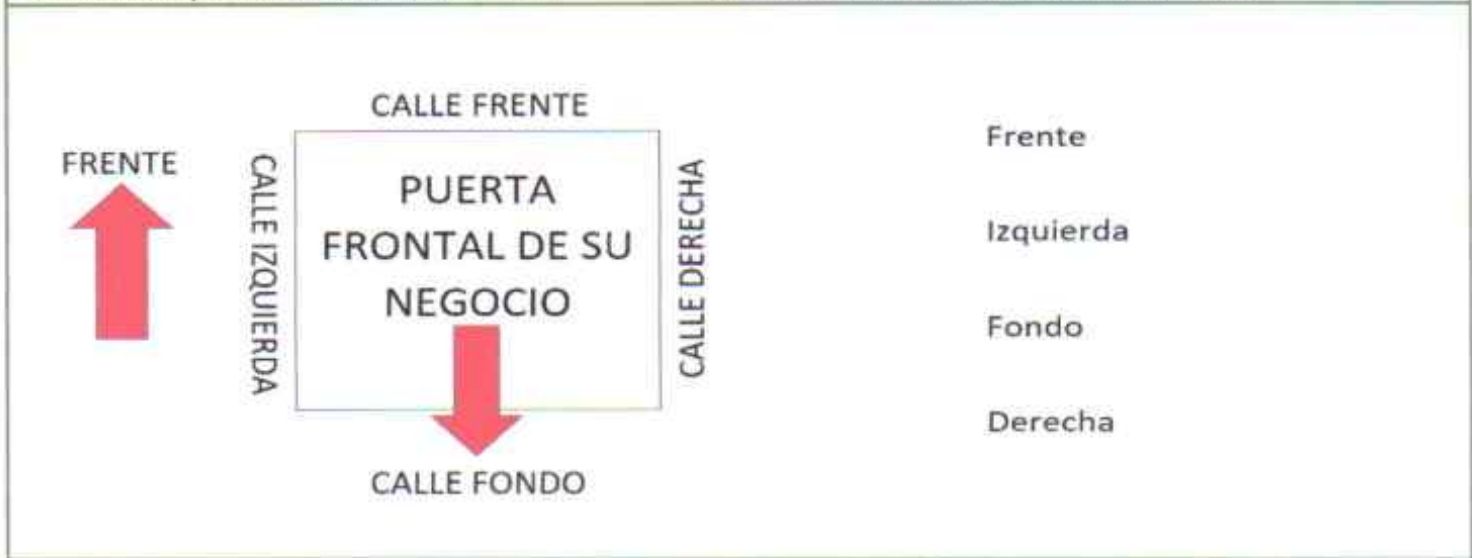 CALLE FRENTE
FRENTE
CALLE IZQUIERDA
PUERTA
FRONTAL DE SU
NEGOCIO
CALLE DERECHA
CALLE FONDO
Frente
Izquierda
Fondo
Derecha